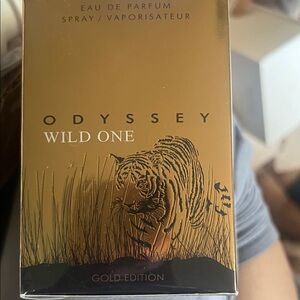 EAU DE PARFUM
SPRAY / VAPORISATEUR
ODYSSEY
WILD ONE
GOLD EDITION